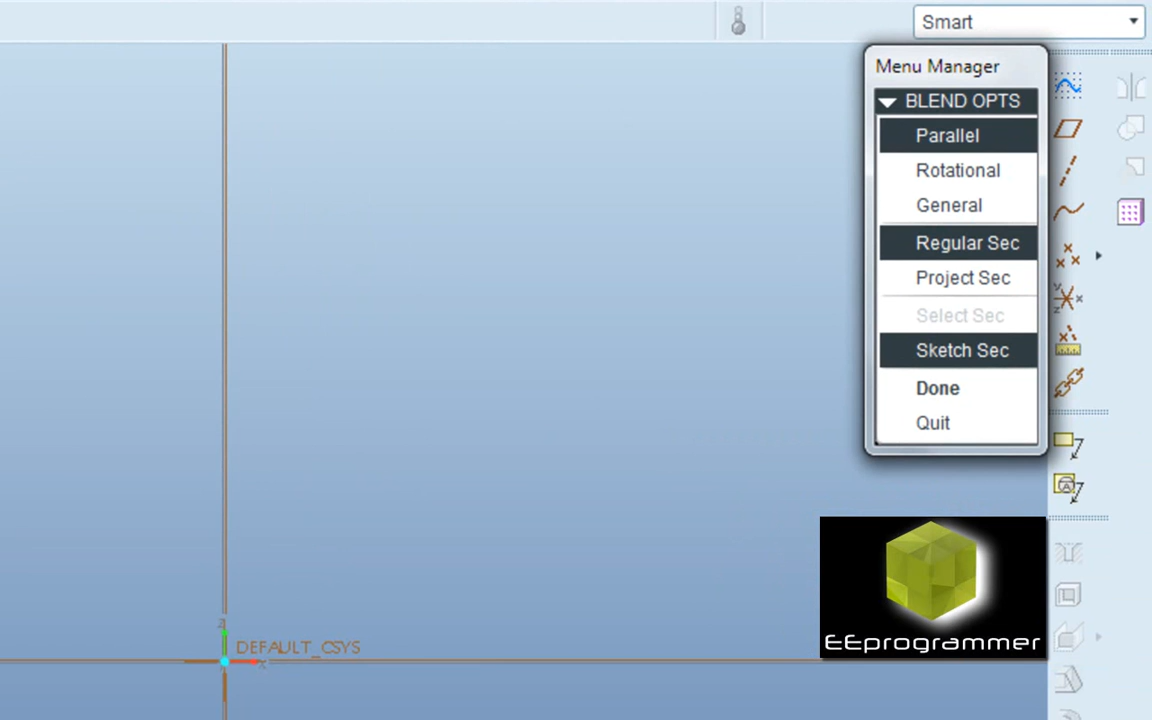 Smart
Menu Manager
BLEND OPTS
Parallel
Rotational
General
Regular Sec
Project Sec
Select Sec
Sketch Sec
Done
Quit
DEFAULT_CSYS
Z
X
EEprogrammer